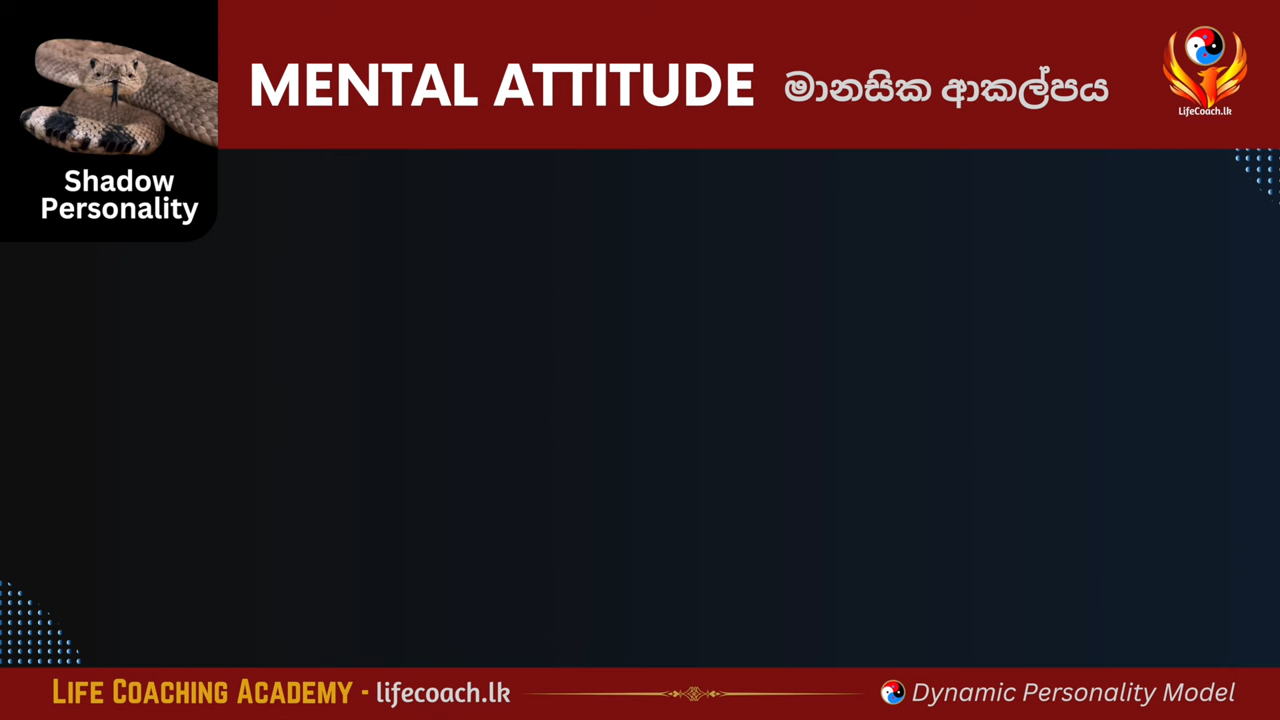 MENTAL ATTITUDE මානසික ආකල්පය
LifeCoach.lk
Shadow
Personality
LIFE COACHING ACADEMY - lifecoach.lk
Dynamic Personality Model